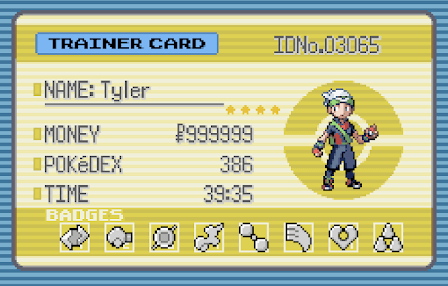 TRAINER CARD
IDNo.03065
NAME: Tyler
MONEY ₽999999
POKéDEX 386
TIME 39:35
BADGES